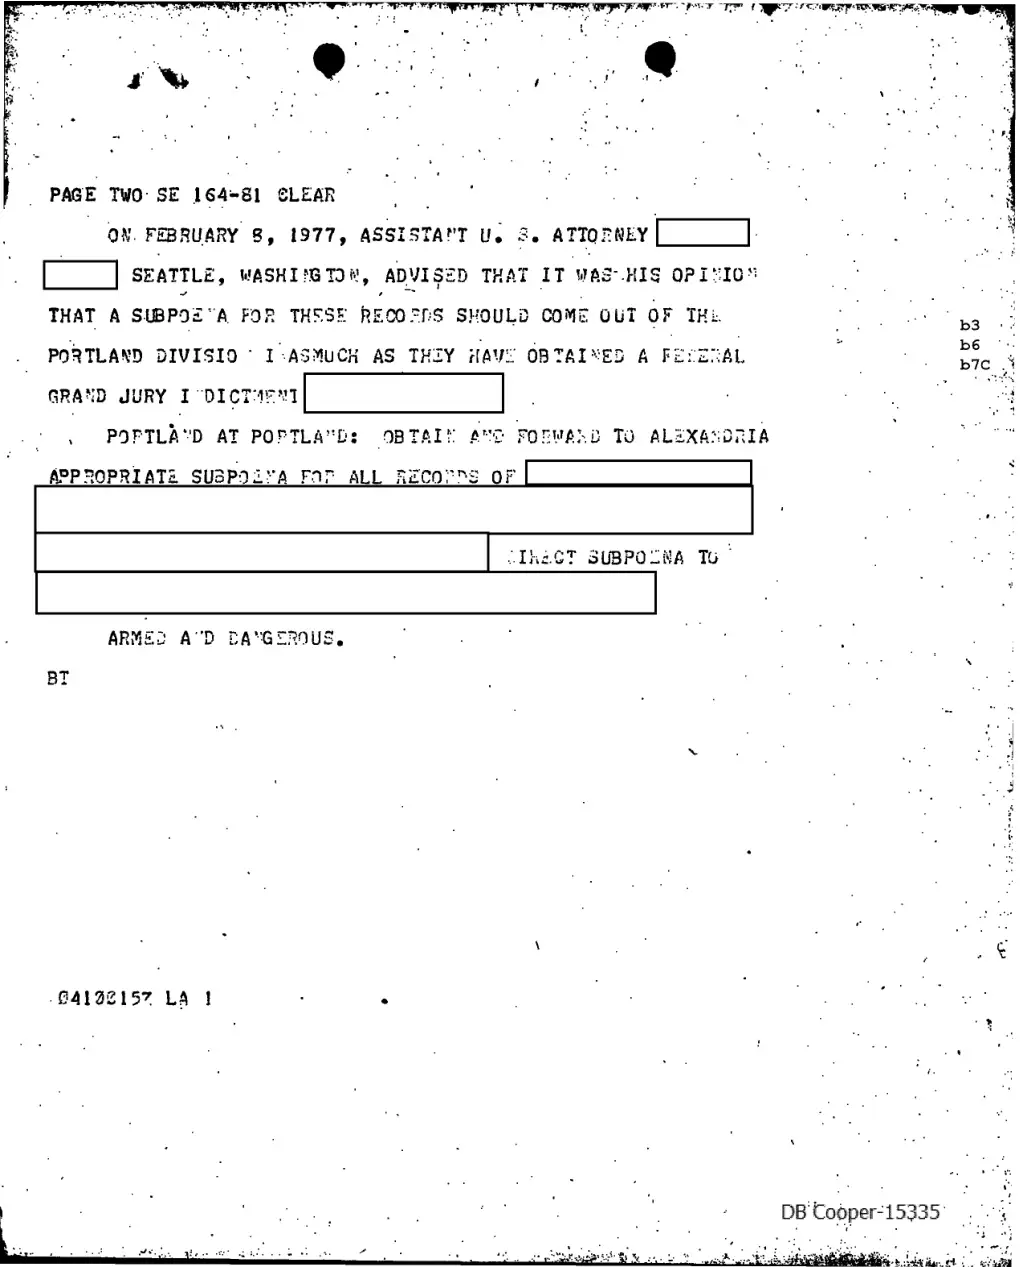 PAGE TWO SE 164-81 CLEAR
ON FEBRUARY 8, 1977, ASSISTANT U. S. ATTORNEY
SEATTLE, WASHINGTON, ADVISED THAT IT WAS HIS OPINION
THAT A SUBPOENA FOR THESE RECORDS SHOULD COME OUT OF THE
b3
b6
PORTLAND DIVISION INASMUCH AS THEY HAVE OBTAINED A FEDERAL
b7C
GRAND JURY INDICTMENT
PORTLAND AT PORTLAND: OBTAIN AND FORWARD TO ALEXANDRIA
APPROPRIATE SUBPOENA FOR ALL RECORDS OF
DIRECT SUBPOENA TO
ARMED AND DANGEROUS.
BT
LA 1
DB Cooper-15335